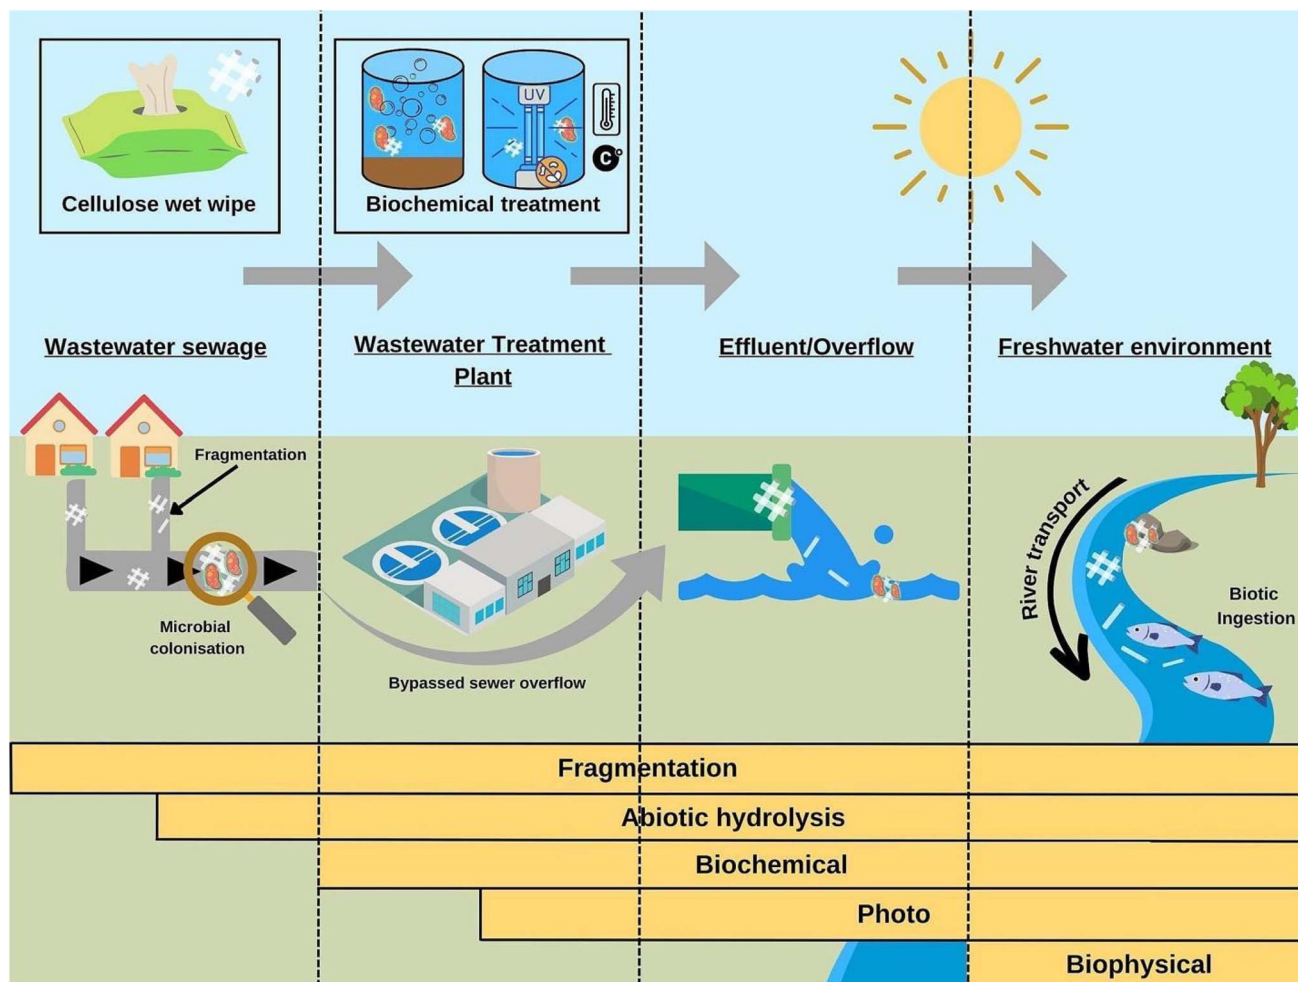 UV
C°
Cellulose wet wipe
Biochemical treatment
Wastewater sewage
Wastewater Treatment
Plant
Effluent/Overflow
Freshwater environment
Fragmentation
Microbial
colonisation
Bypassed sewer overflow
River transport
Biotic
Ingestion
Fragmentation
Abiotic hydrolysis
Biochemical
Photo
Biophysical